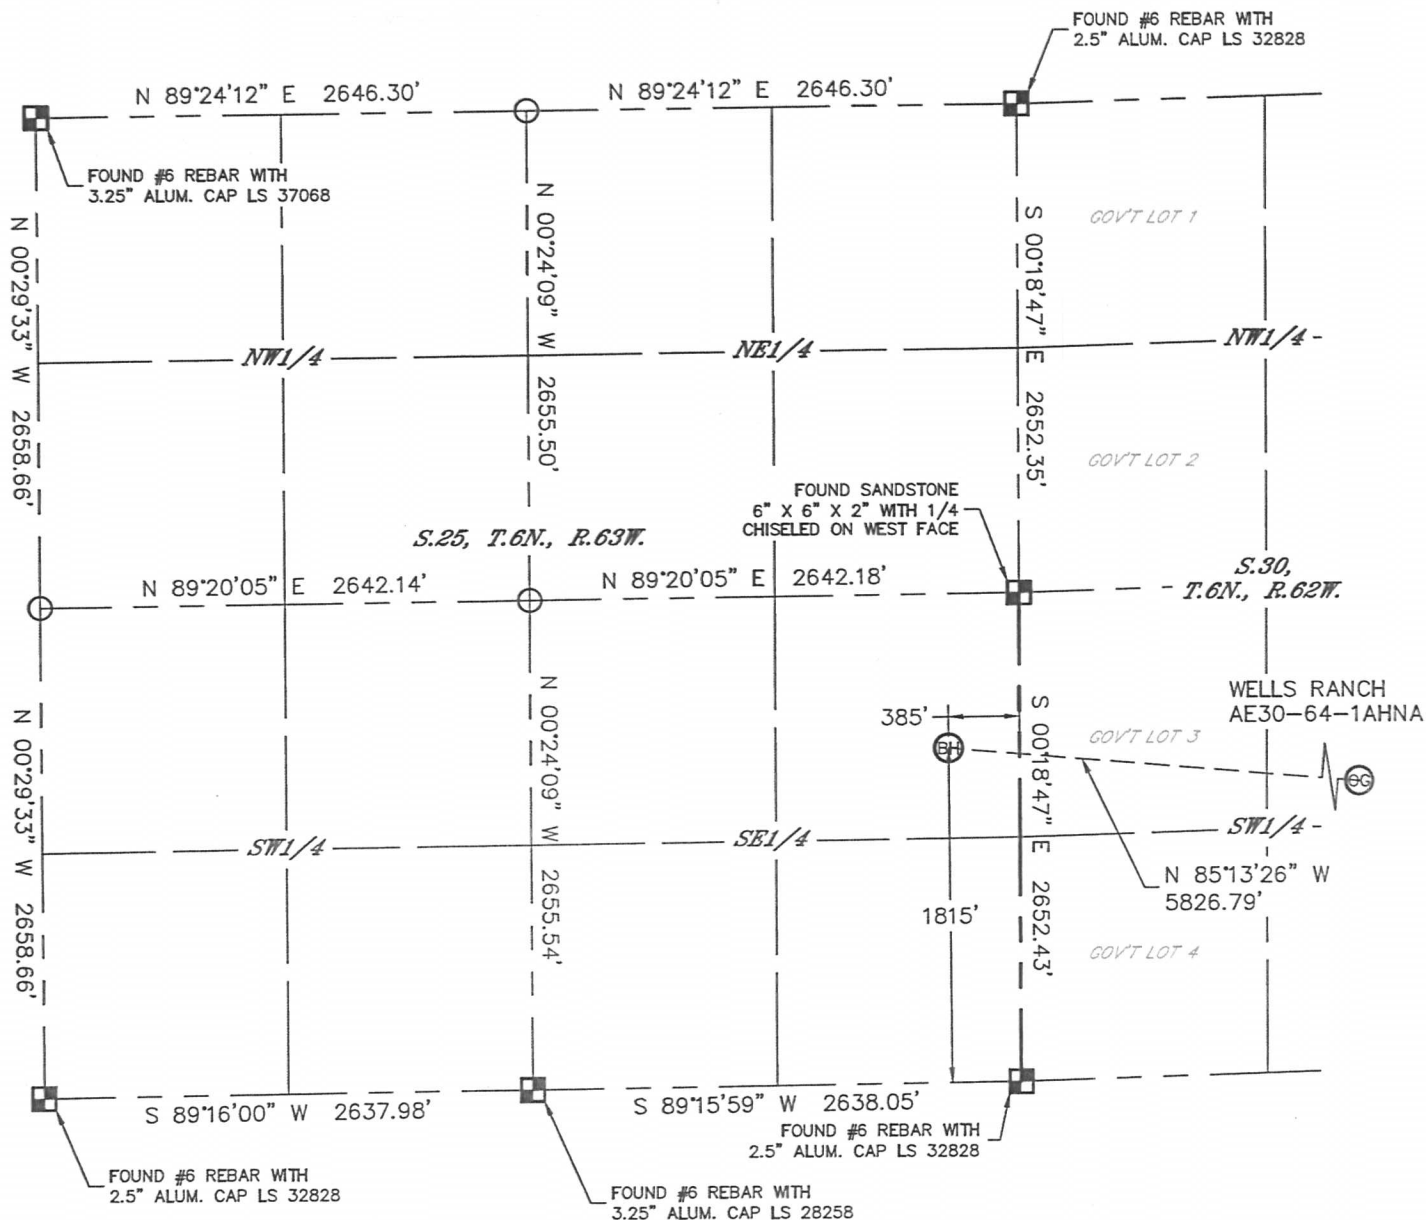 FOUND #6 REBAR WITH
2.5" ALUM. CAP LS 32828
N 89°24'12" E 2646.30'
N 89°24'12" E 2646.30'
FOUND #6 REBAR WITH
3.25" ALUM. CAP LS 37068
N 00°29'33" W 2658.66'
N 00°24'09" W 2655.50'
S 00°18'47" E 2652.35'
GOV'T LOT 1
NW1/4
NE1/4
NW1/4
GOV'T LOT 2
FOUND SANDSTONE
6" X 6" X 2" WITH 1/4
CHISELED ON WEST FACE
S.25, T.6N., R.63W.
N 89°20'05" E 2642.14'
N 89°20'05" E 2642.18'
S.30,
T.6N., R.62W.
N 00°29'33" W 2658.66'
N 00°24'09" W 2655.54'
S 00°18'47" E 2652.43'
WELLS RANCH
AE30-64-1AHNA
385'
GOV'T LOT 3
BH
OG
SW1/4
SE1/4
SW1/4
N 85°13'26" W
5826.79'
1815'
GOV'T LOT 4
S 89°16'00" W 2637.98'
S 89°15'59" W 2638.05'
FOUND #6 REBAR WITH
2.5" ALUM. CAP LS 32828
FOUND #6 REBAR WITH
2.5" ALUM. CAP LS 32828
FOUND #6 REBAR WITH
3.25" ALUM. CAP LS 28258